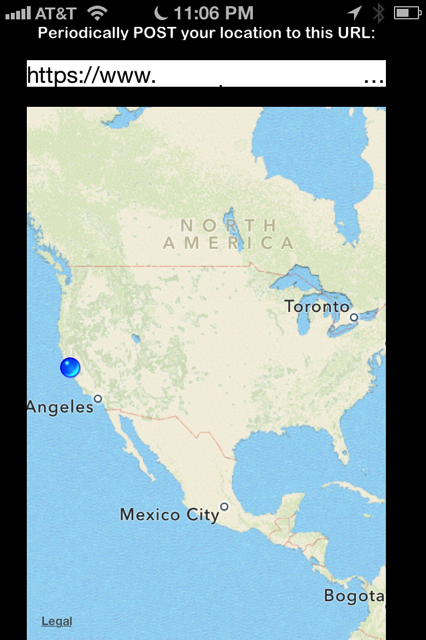 AT&T 11:06 PM
Periodically POST your location to this URL:
https://www. ...
NORTH
AMERICA
Toronto
Angeles
Mexico City
Bogota
Legal